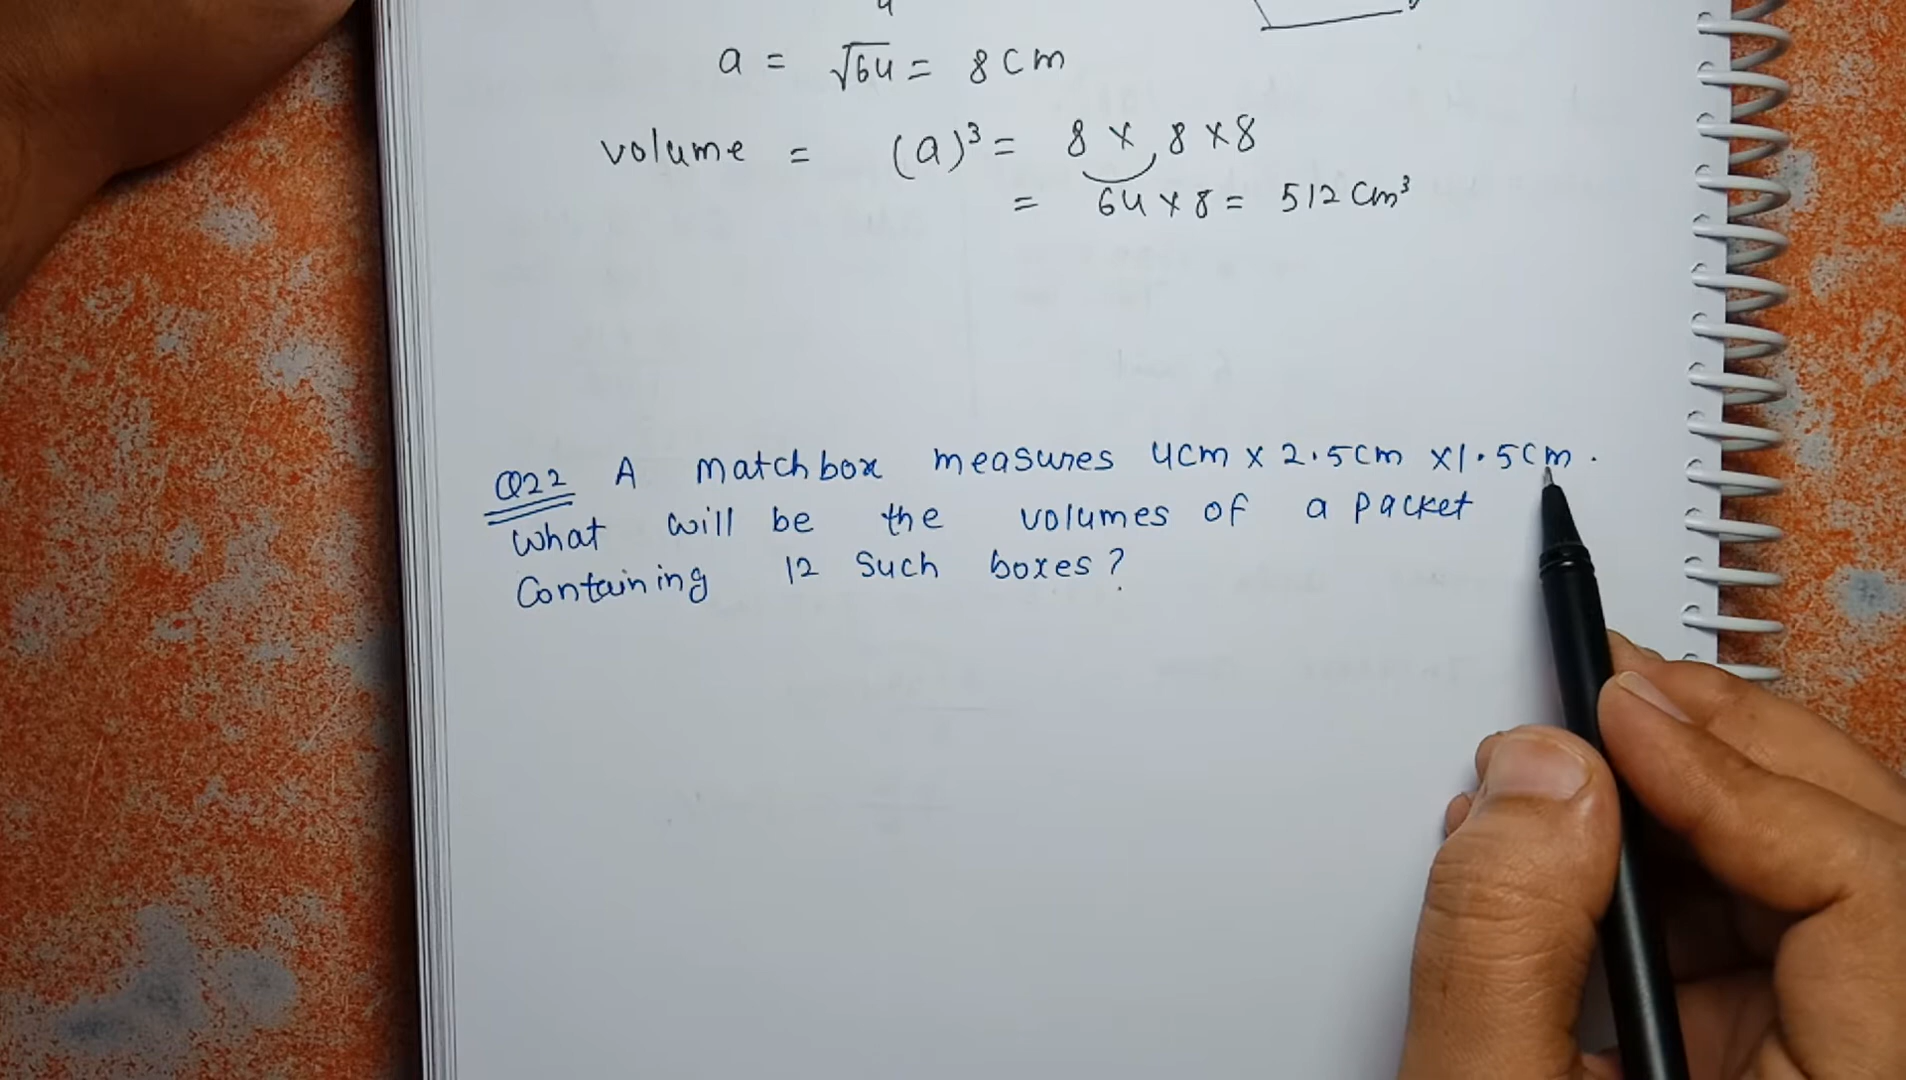 a = √64 = 8 cm
volume = (a)³ = 8 × 8 × 8
= 64 × 8 = 512 cm³
Q22 A matchbox measures 4cm × 2.5cm × 1.5cm.
What will be the volumes of a packet
Containing 12 Such boxes?